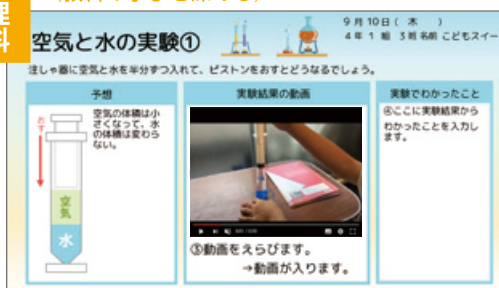 理
科
空気と水の実験①
9月10日(木)
4年1組 3班 名前 こどもスイー
注しゃ器に空気と水を半分ずつ入れて、ピストンをおすとどうなるでしょう。
予想
おす
空気の体積は小
さくなって、水
の体積は変わら
ない。
空気
水
実験結果の動画
③動画をえらびます。
→動画が入ります。
実験でわかったこと
④ここに実験結果から
わかったことを入力し
ます。